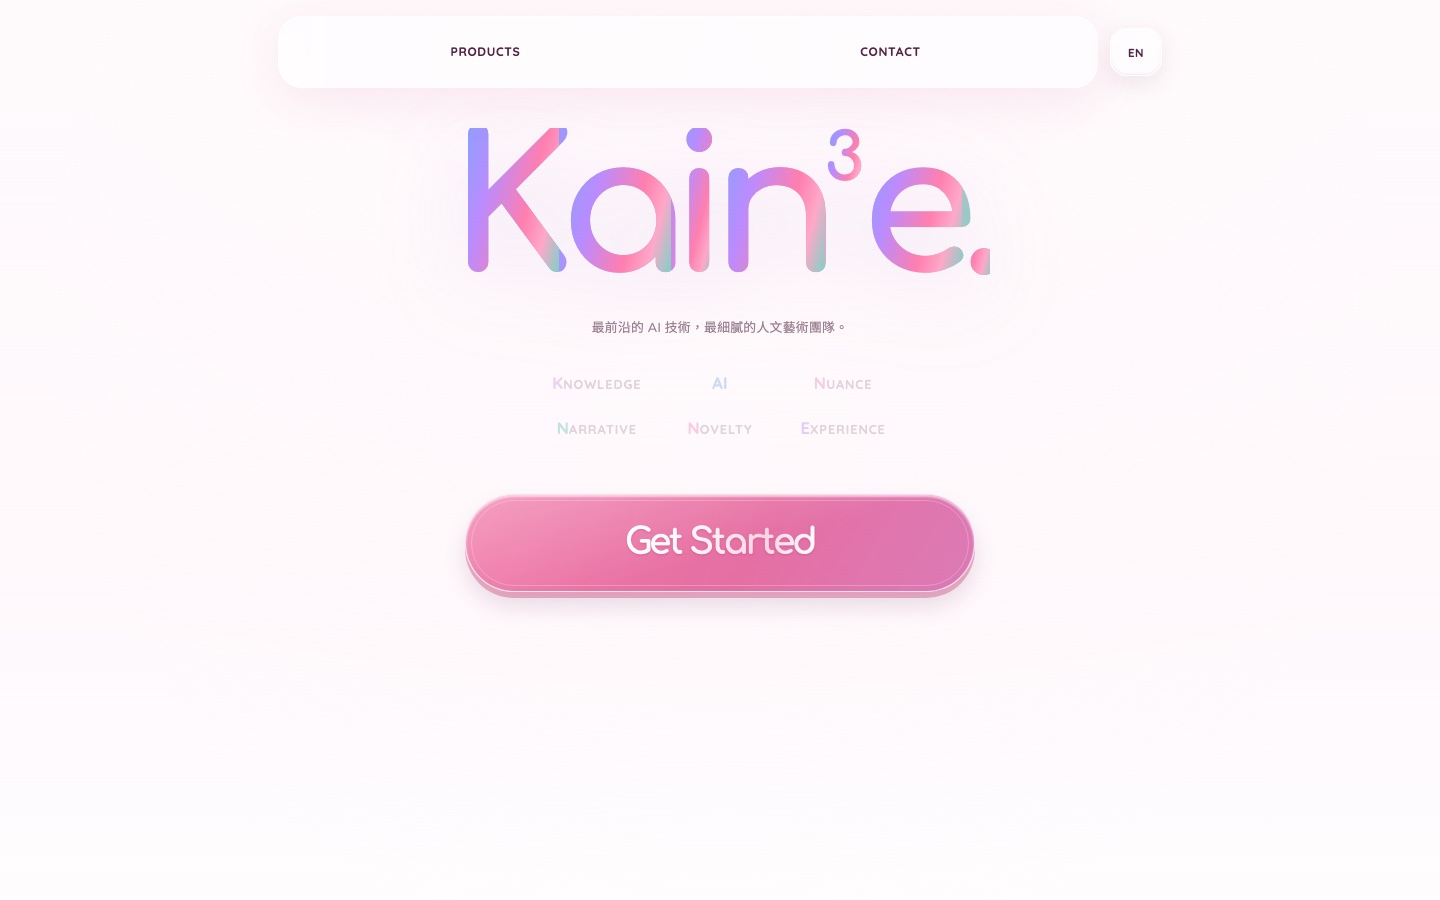 PRODUCTS CONTACT EN
Kain³e.
最前沿的 AI 技術，最細膩的人文藝術團隊。
KNOWLEDGE AI NUANCE
NARRATIVE NOVELTY EXPERIENCE
Get Started